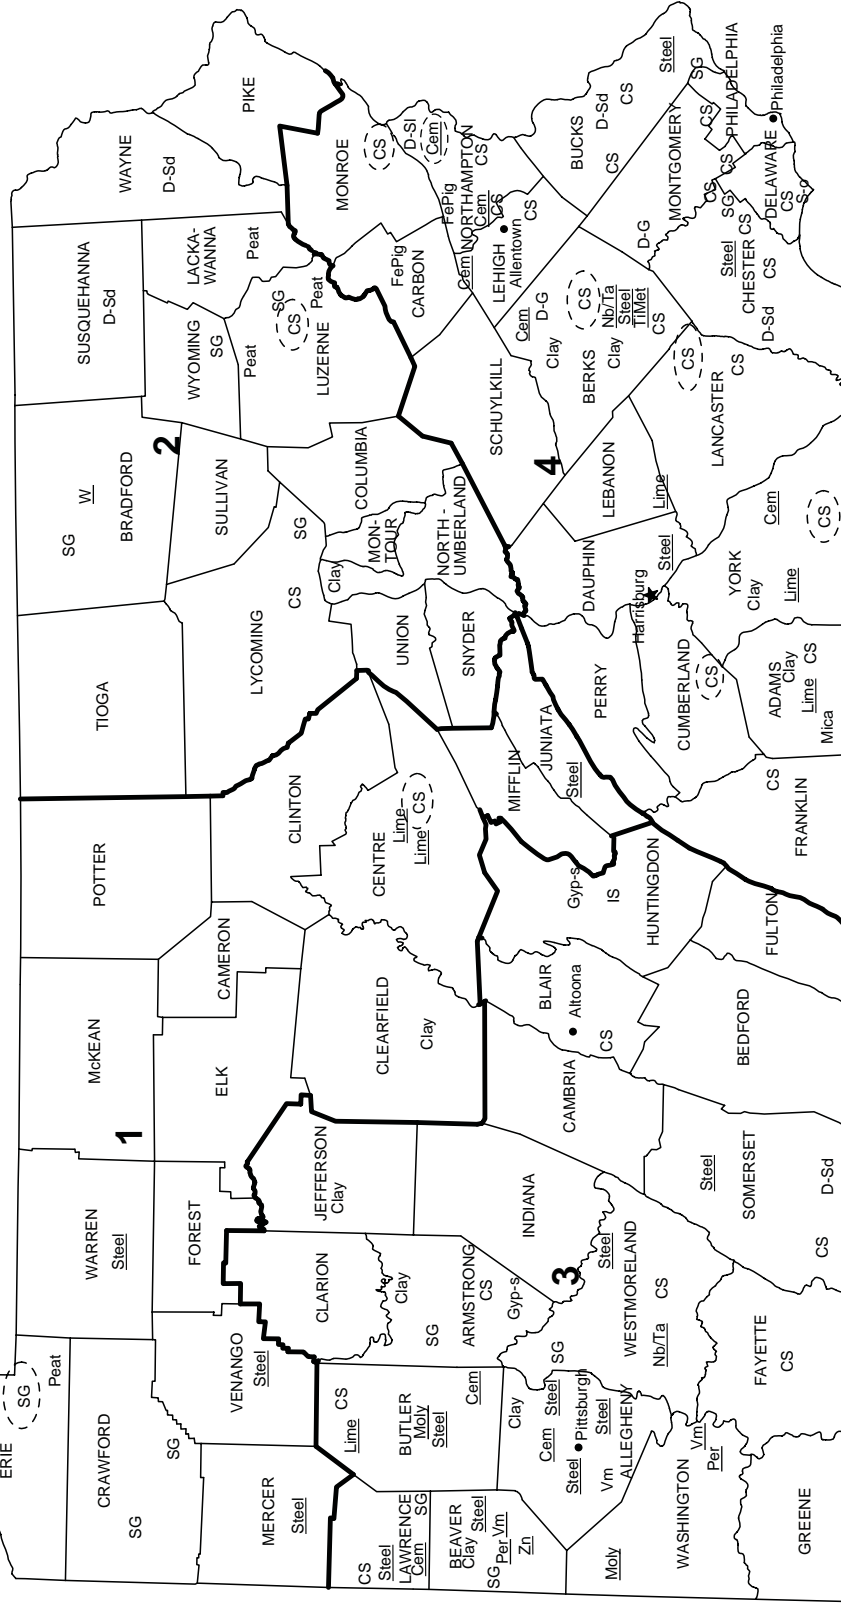 ERIE
SG
Peat
CRAWFORD
SG
SG
MERCER
Steel
VENANGO
Steel
WARREN
Steel
FOREST
1
McKEAN
ELK
CAMERON
POTTER
CLINTON
CENTRE
Lime
Lime
CS
CLEARFIELD
Clay
TIOGA
LYCOMING
CS
SG
BRADFORD
SG
W
2
SULLIVAN
SUSQUEHANNA
D-Sd
WYOMING
SG
LACKA-
WANNA
Peat
WAYNE
D-Sd
PIKE
LUZERNE
Peat
SG
CS
Peat
COLUMBIA
MON-
TOUR
Clay
NORTH-
UMBERLAND
UNION
SNYDER
CLARION
JEFFERSON
Clay
LAWRENCE
CS
Steel
Cem
SG
BUTLER
Lime
CS
Moly
Steel
Cem
ARMSTRONG
Clay
SG
CS
Gyp-s
INDIANA
3
BEAVER
Clay
Steel
SG
Per
Vm
Zn
ALLEGHENY
Clay
Cem
Steel
Steel
Pittsburgh
Steel
Vm
WESTMORELAND
Steel
SG
CS
Nb/Ta
WASHINGTON
Moly
Vm
Per
GREENE
FAYETTE
CS
SOMERSET
Steel
CS
D-Sd
CAMBRIA
BLAIR
Altoona
CS
BEDFORD
HUNTINGDON
Gyp-s
IS
FULTON
MIFFLIN
JUNIATA
Steel
FRANKLIN
CS
PERRY
CUMBERLAND
CS
ADAMS
Clay
Lime
CS
Mica
DAUPHIN
Harrisburg
Steel
YORK
Clay
Lime
Cem
CS
LEBANON
Lime
LANCASTER
CS
CS
4
SCHUYLKILL
CARBON
FePig
MONROE
CS
NORTHAMPTON
D-Sl
Cem
FePig
CS
Cem
LEHIGH
Allentown
Cem
CS
CS
BERKS
Cem
D-G
Clay
CS
Clay
Nb/Ta
Steel
TiMet
CS
BUCKS
D-Sd
CS
CS
Steel
MONTGOMERY
D-G
SG
CS
CS
CS
PHILADELPHIA
Philadelphia
CHESTER
Steel
SG
CS
CS
D-Sd
DELAWARE
CS